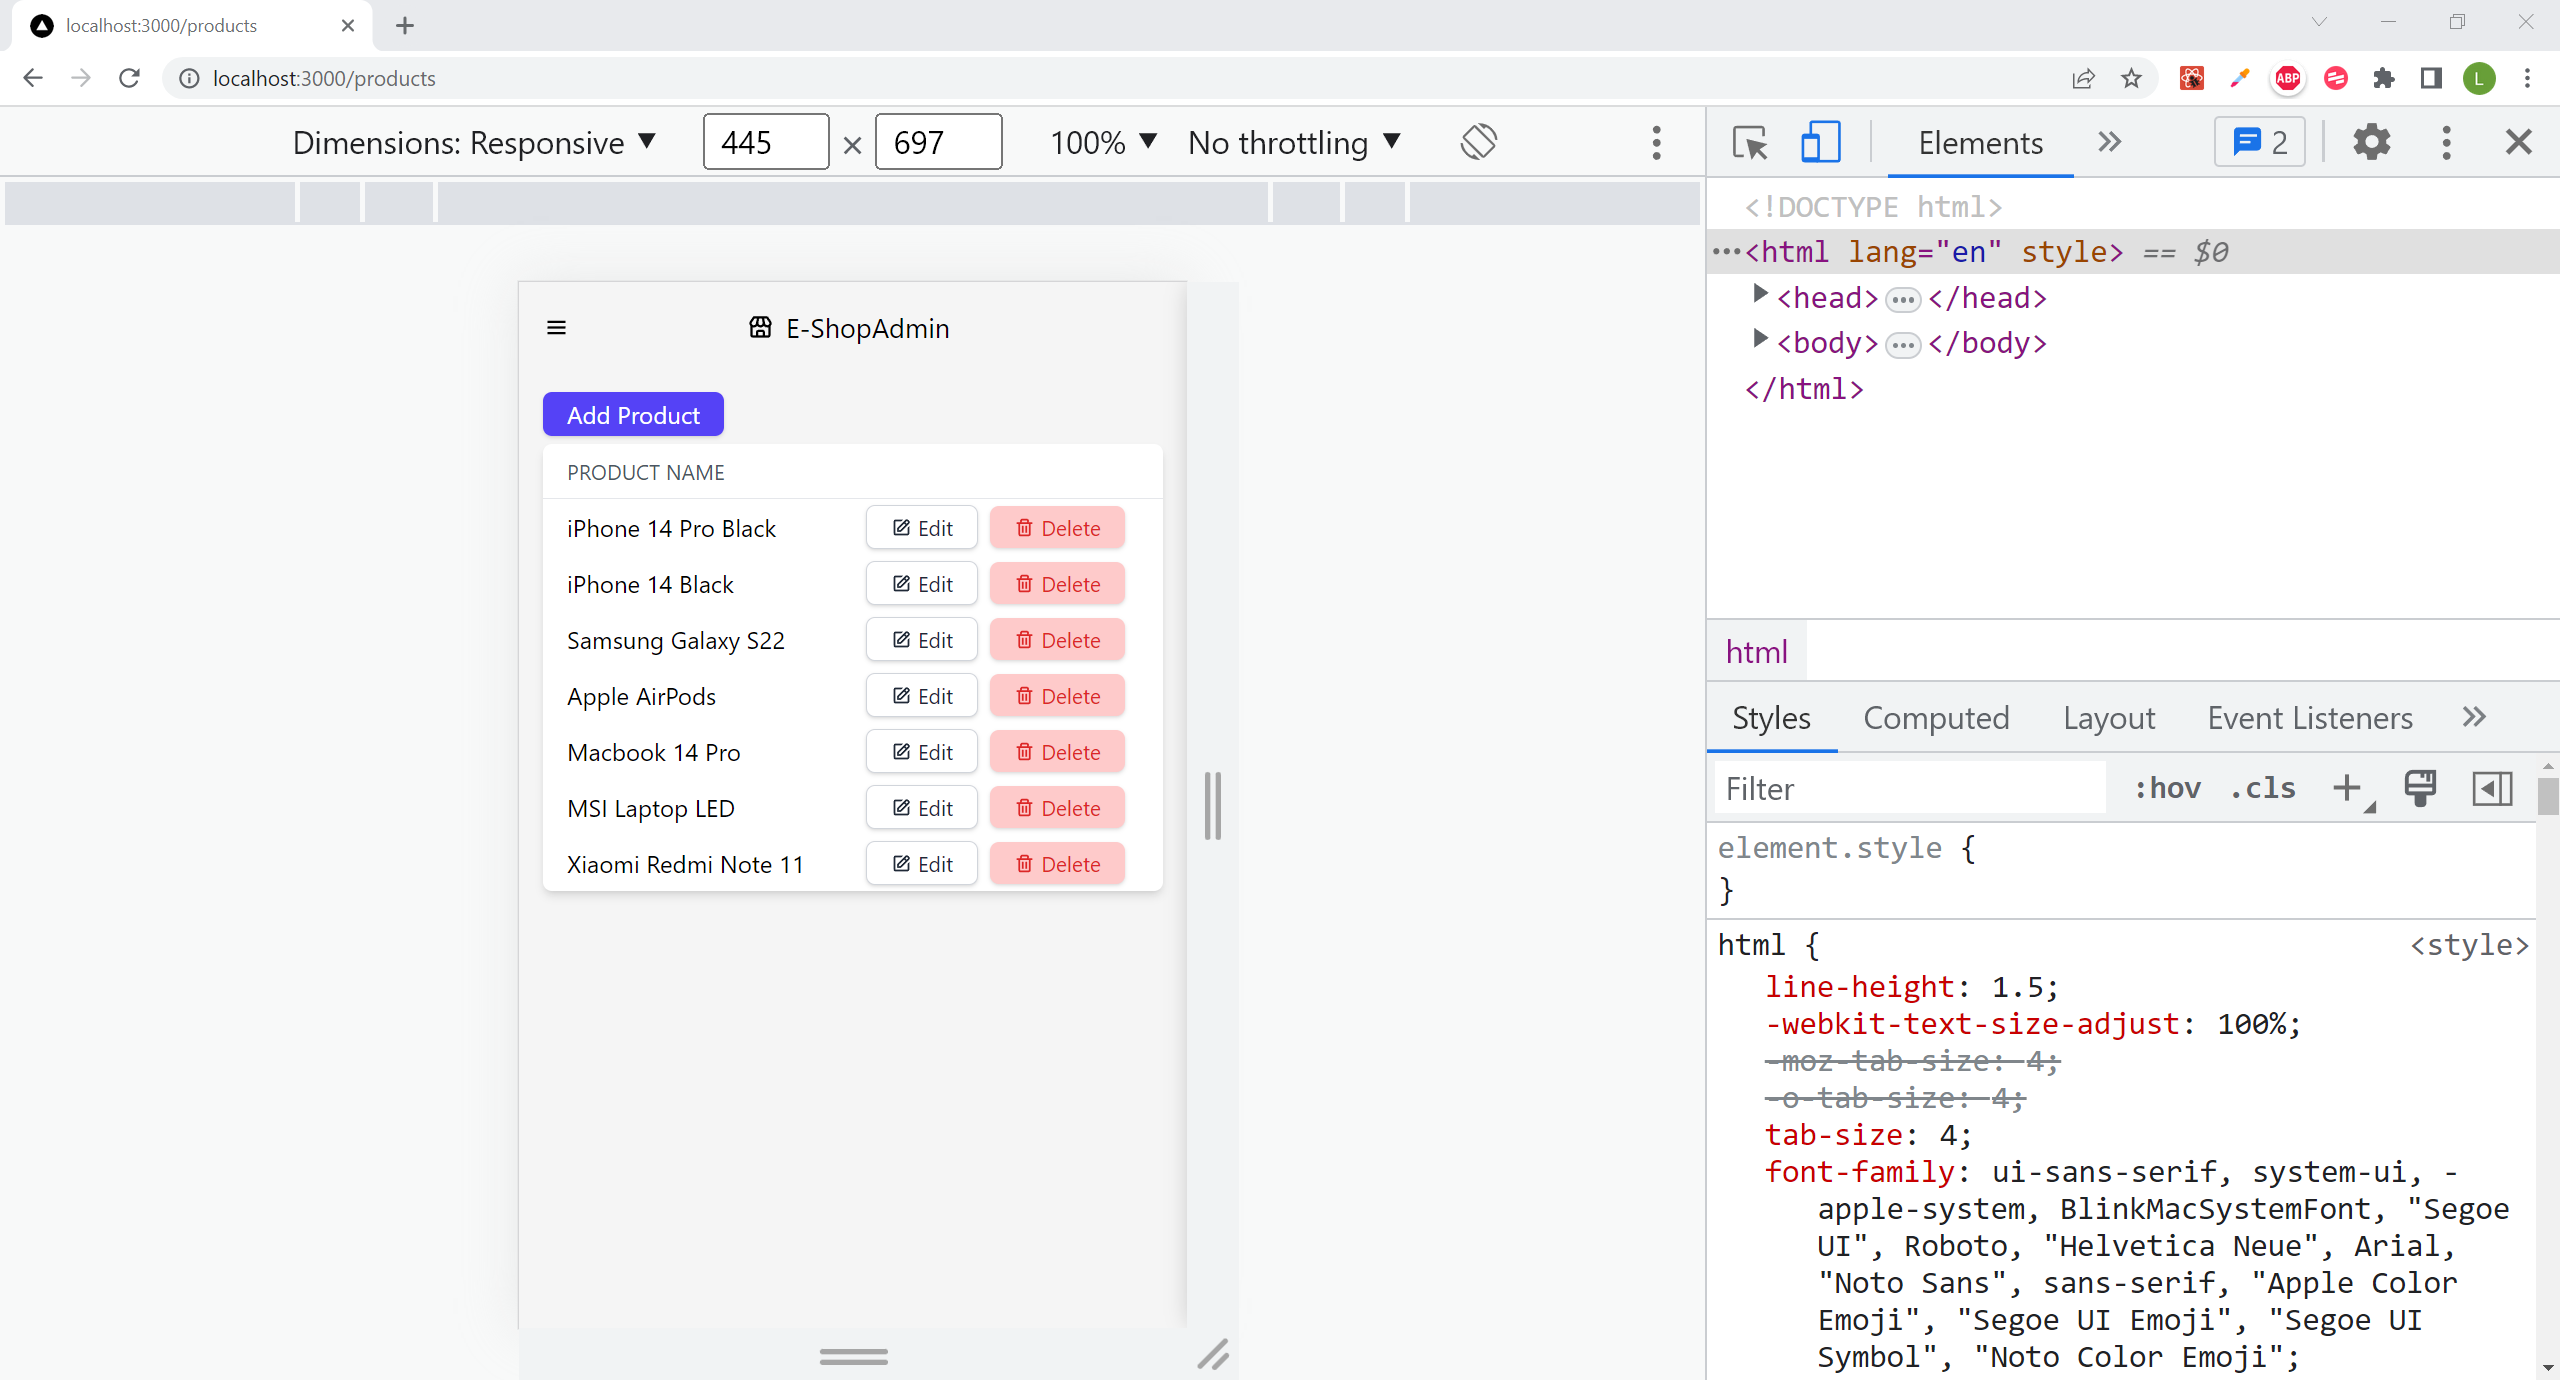 localhost:3000/products
localhost:3000/products
ABP
L
Dimensions: Responsive ▼ 445 × 697 100% ▼ No throttling ▼
Elements
2
<!DOCTYPE html>
<html lang="en" style> == $0
<head>…</head>
<body>…</body>
</html>
E-ShopAdmin
Add Product
PRODUCT NAME
iPhone 14 Pro Black Edit Delete
iPhone 14 Black Edit Delete
Samsung Galaxy S22 Edit Delete
Apple AirPods Edit Delete
Macbook 14 Pro Edit Delete
MSI Laptop LED Edit Delete
Xiaomi Redmi Note 11 Edit Delete
html
Styles Computed Layout Event Listeners
Filter :hov .cls
element.style {
}
html { <style>
line-height: 1.5;
-webkit-text-size-adjust: 100%;
-moz-tab-size: 4;
-o-tab-size: 4;
tab-size: 4;
font-family: ui-sans-serif, system-ui, -
apple-system, BlinkMacSystemFont, "Segoe
UI", Roboto, "Helvetica Neue", Arial,
"Noto Sans", sans-serif, "Apple Color
Emoji", "Segoe UI Emoji", "Segoe UI
Symbol", "Noto Color Emoji";